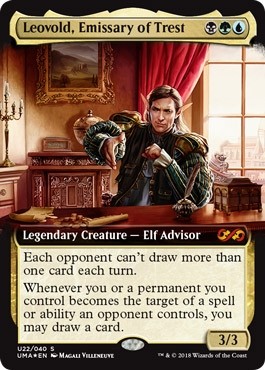 Leovold, Emissary of Trest
Legendary Creature — Elf Advisor
Each opponent can't draw more than
one card each turn.
Whenever you or a permanent you
control becomes the target of a spell
or ability an opponent controls, you
may draw a card.
3/3
U22/040 S
UMA★EN MAGALI VILLENEUVE
™ & © 2018 Wizards of the Coast